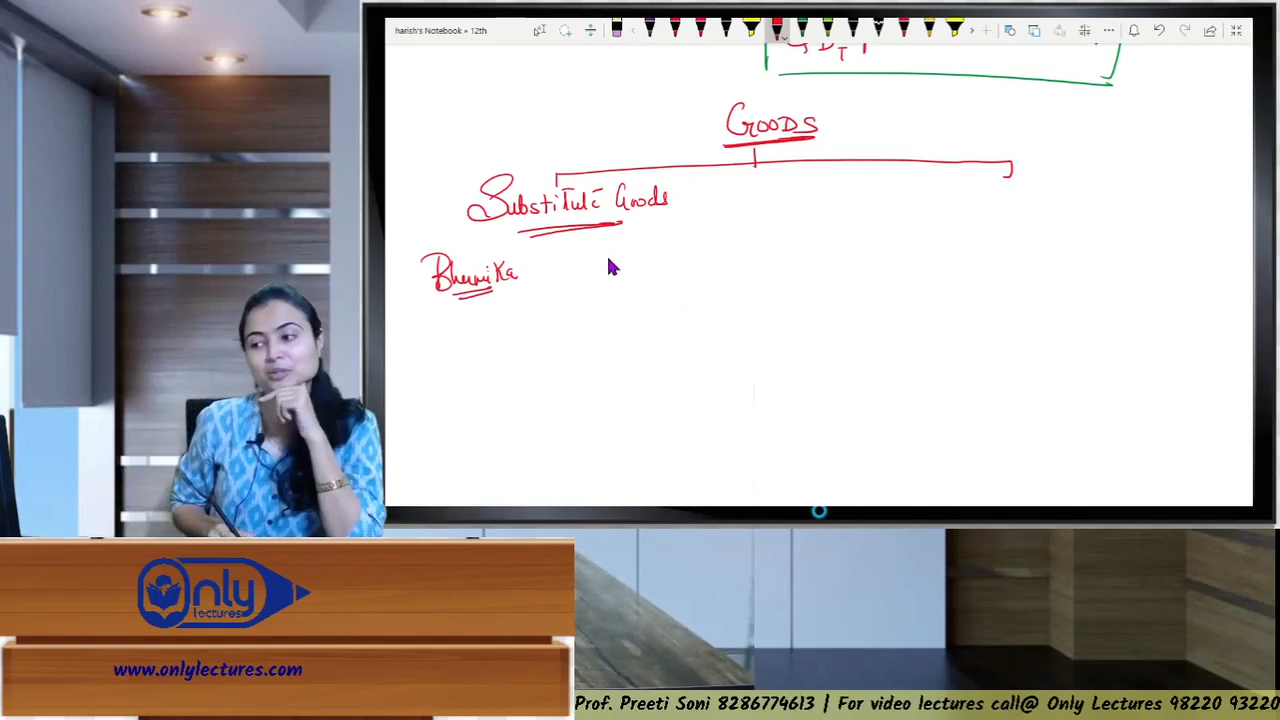 harish's Notebook » 12th
GOODS
Substitute Goods
Bhumika
Only
lectures
www.onlylectures.com
Prof. Preeti Soni 8286774613 | For video lectures call@ Only Lectures 98220 93220